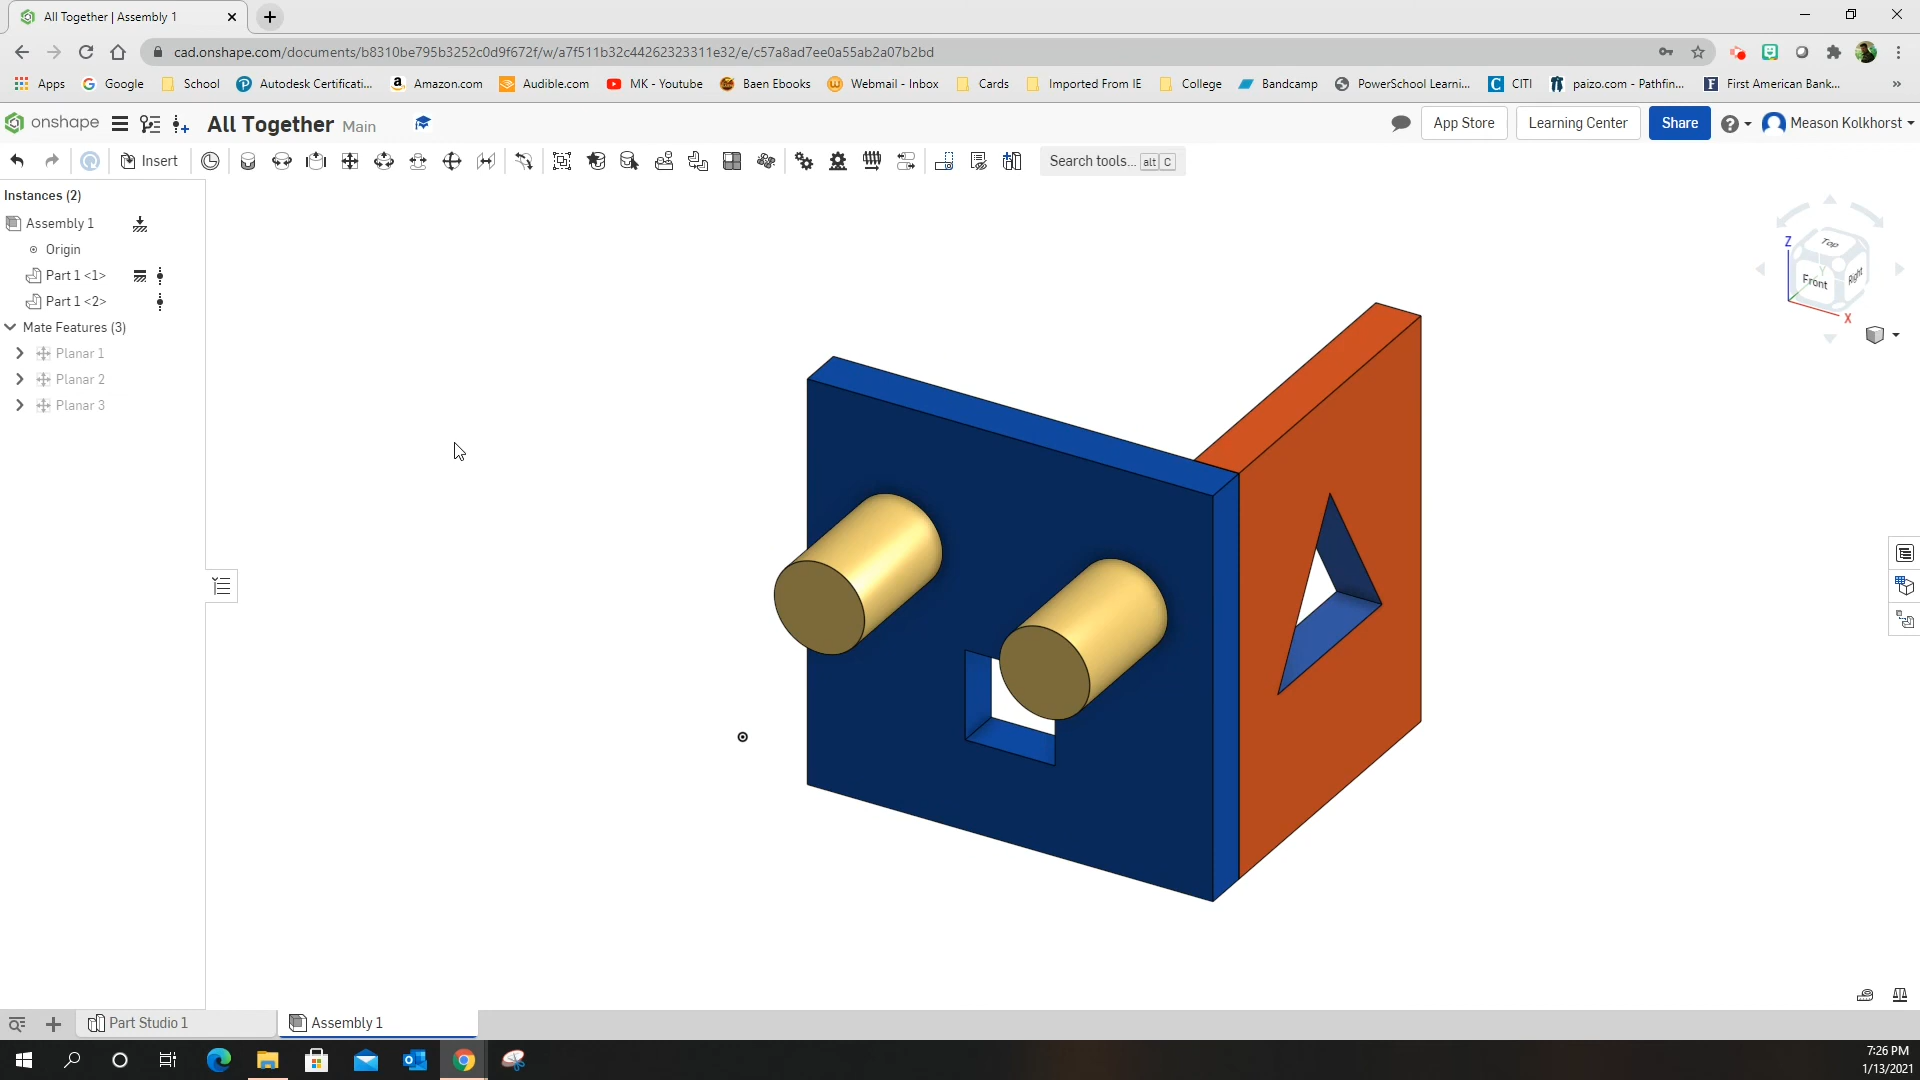 All Together | Assembly 1
cad.onshape.com/documents/b8310be795b3252c0d9f672f/w/a7f511b32c44262323311e32/e/c57a8ad7ee0a55ab2a07b2bd
Apps Google School Autodesk Certificati... Amazon.com Audible.com MK - Youtube Baen Ebooks Webmail - Inbox Cards Imported From IE College Bandcamp PowerSchool Learni... CITI paizo.com - Pathfin... First American Bank... »
onshape All Together Main App Store Learning Center Share Meason Kolkhorst
Insert Search tools... alt C
Instances (2)
Assembly 1
Origin
Part 1 <1>
Part 1 <2>
Mate Features (3)
Planar 1
Planar 2
Planar 3
Z
Top
Y
Front
Right
X
Part Studio 1 Assembly 1
7:26 PM
1/13/2021